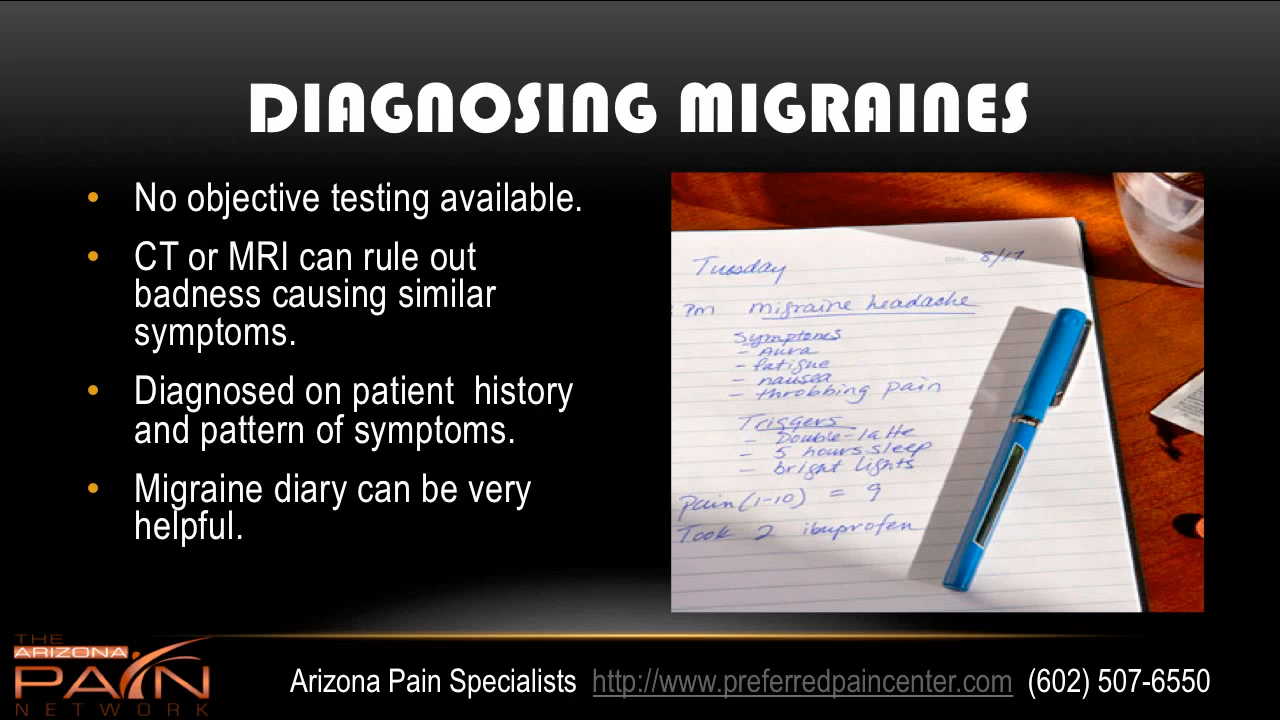 DIAGNOSING MIGRAINES
• No objective testing available.
• CT or MRI can rule out
badness causing similar
symptoms.
• Diagnosed on patient history
and pattern of symptoms.
• Migraine diary can be very
helpful.
Tuesday
Date 8/17
PM migraine headache
Symptoms
- Aura
- fatigue
- nausea
- throbbing pain
Triggers
- Double-latte
- 5 hours sleep
- bright lights
Pain (1-10) = 9
Took 2 ibuprofen
THE
ARIZONA
PAIN
NETWORK
Arizona Pain Specialists http://www.preferredpaincenter.com (602) 507-6550